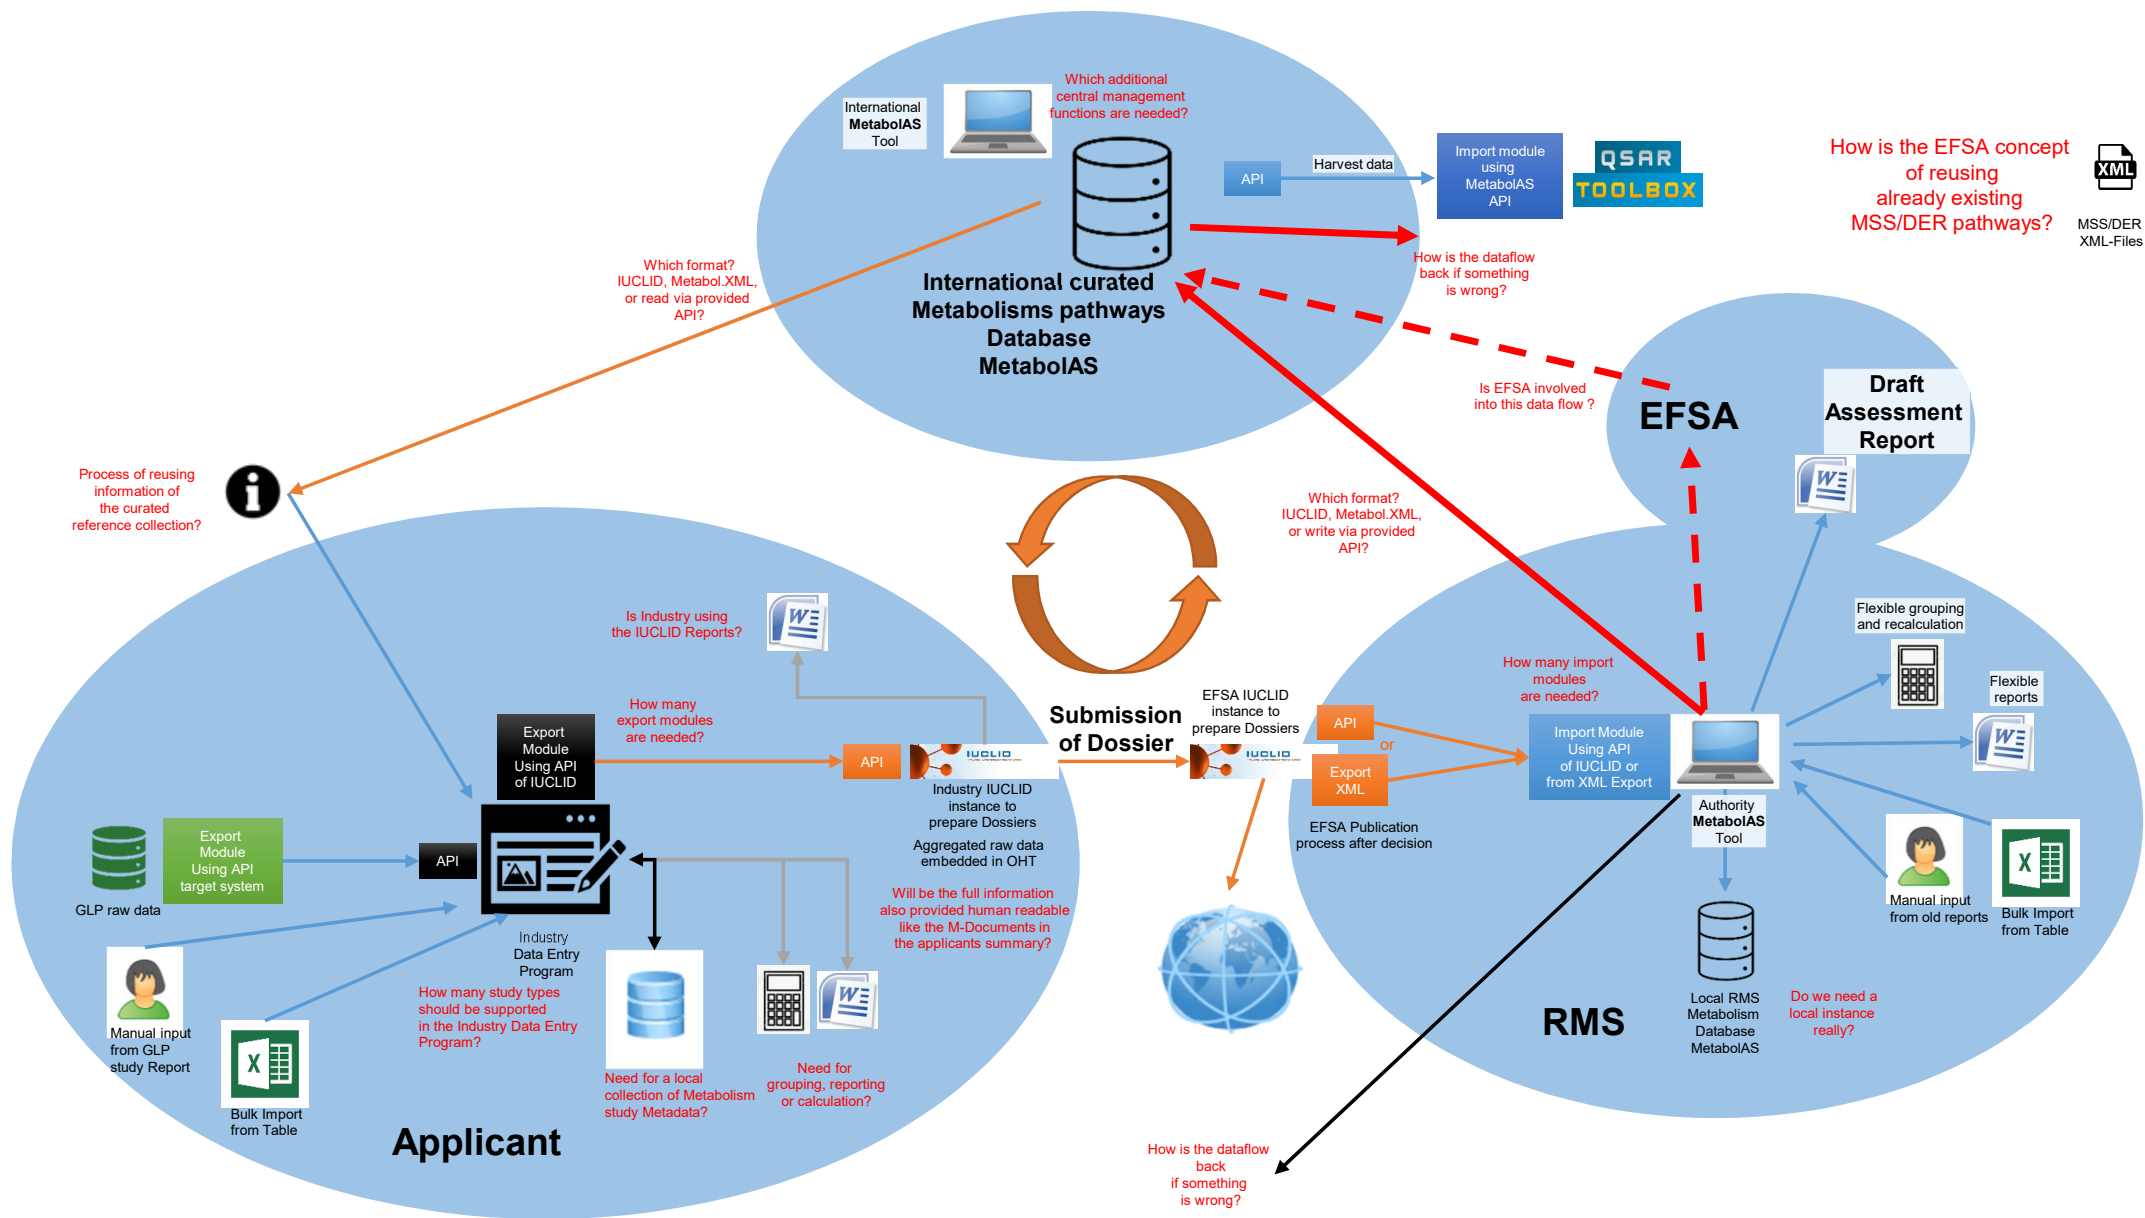 International
MetabolAS
Tool
Which additional
central management
functions are needed?
API
Harvest data
Import module
using
MetabolAS
API
QSAR
TOOLBOX
How is the EFSA concept
of reusing
already existing
MSS/DER pathways?
XML
MSS/DER
XML-Files
Which format?
IUCLID, Metabol.XML,
or read via provided
API?
International curated
Metabolisms pathways
Database
MetabolAS
How is the dataflow
back if something
is wrong?
Is EFSA involved
into this data flow ?
EFSA
Draft
Assessment
Report
W
Process of reusing
information of
the curated
reference collection?
Which format?
IUCLID, Metabol.XML,
or write via provided
API?
Is Industry using
the IUCLID Reports?
W
How many
export modules
are needed?
Export
Module
Using API
of IUCLID
API
IUCLID
Industry IUCLID
instance to
prepare Dossiers
Aggregated raw data
embedded in OHT
Will be the full information
also provided human readable
like the M-Documents in
the applicants summary?
Submission
of Dossier
EFSA IUCLID
instance to
prepare Dossiers
IUCLID
API
or
Export
XML
EFSA Publication
process after decision
How many import
modules
are needed?
Import Module
Using API
of IUCLID or
from XML Export
Flexible grouping
and recalculation
Flexible
reports
W
Authority
MetabolAS
Tool
Manual input
from old reports
X
Bulk Import
from Table
Local RMS
Metabolism
Database
MetabolAS
Do we need a
local instance
really?
RMS
GLP raw data
Export
Module
Using API
target system
API
Industry
Data Entry
Program
How many study types
should be supported
in the Industry Data Entry
Program?
Manual input
from GLP
study Report
X
Bulk Import
from Table
Need for a local
collection of Metabolism
study Metadata?
W
Need for
grouping, reporting
or calculation?
Applicant
How is the dataflow
back
if something
is wrong?